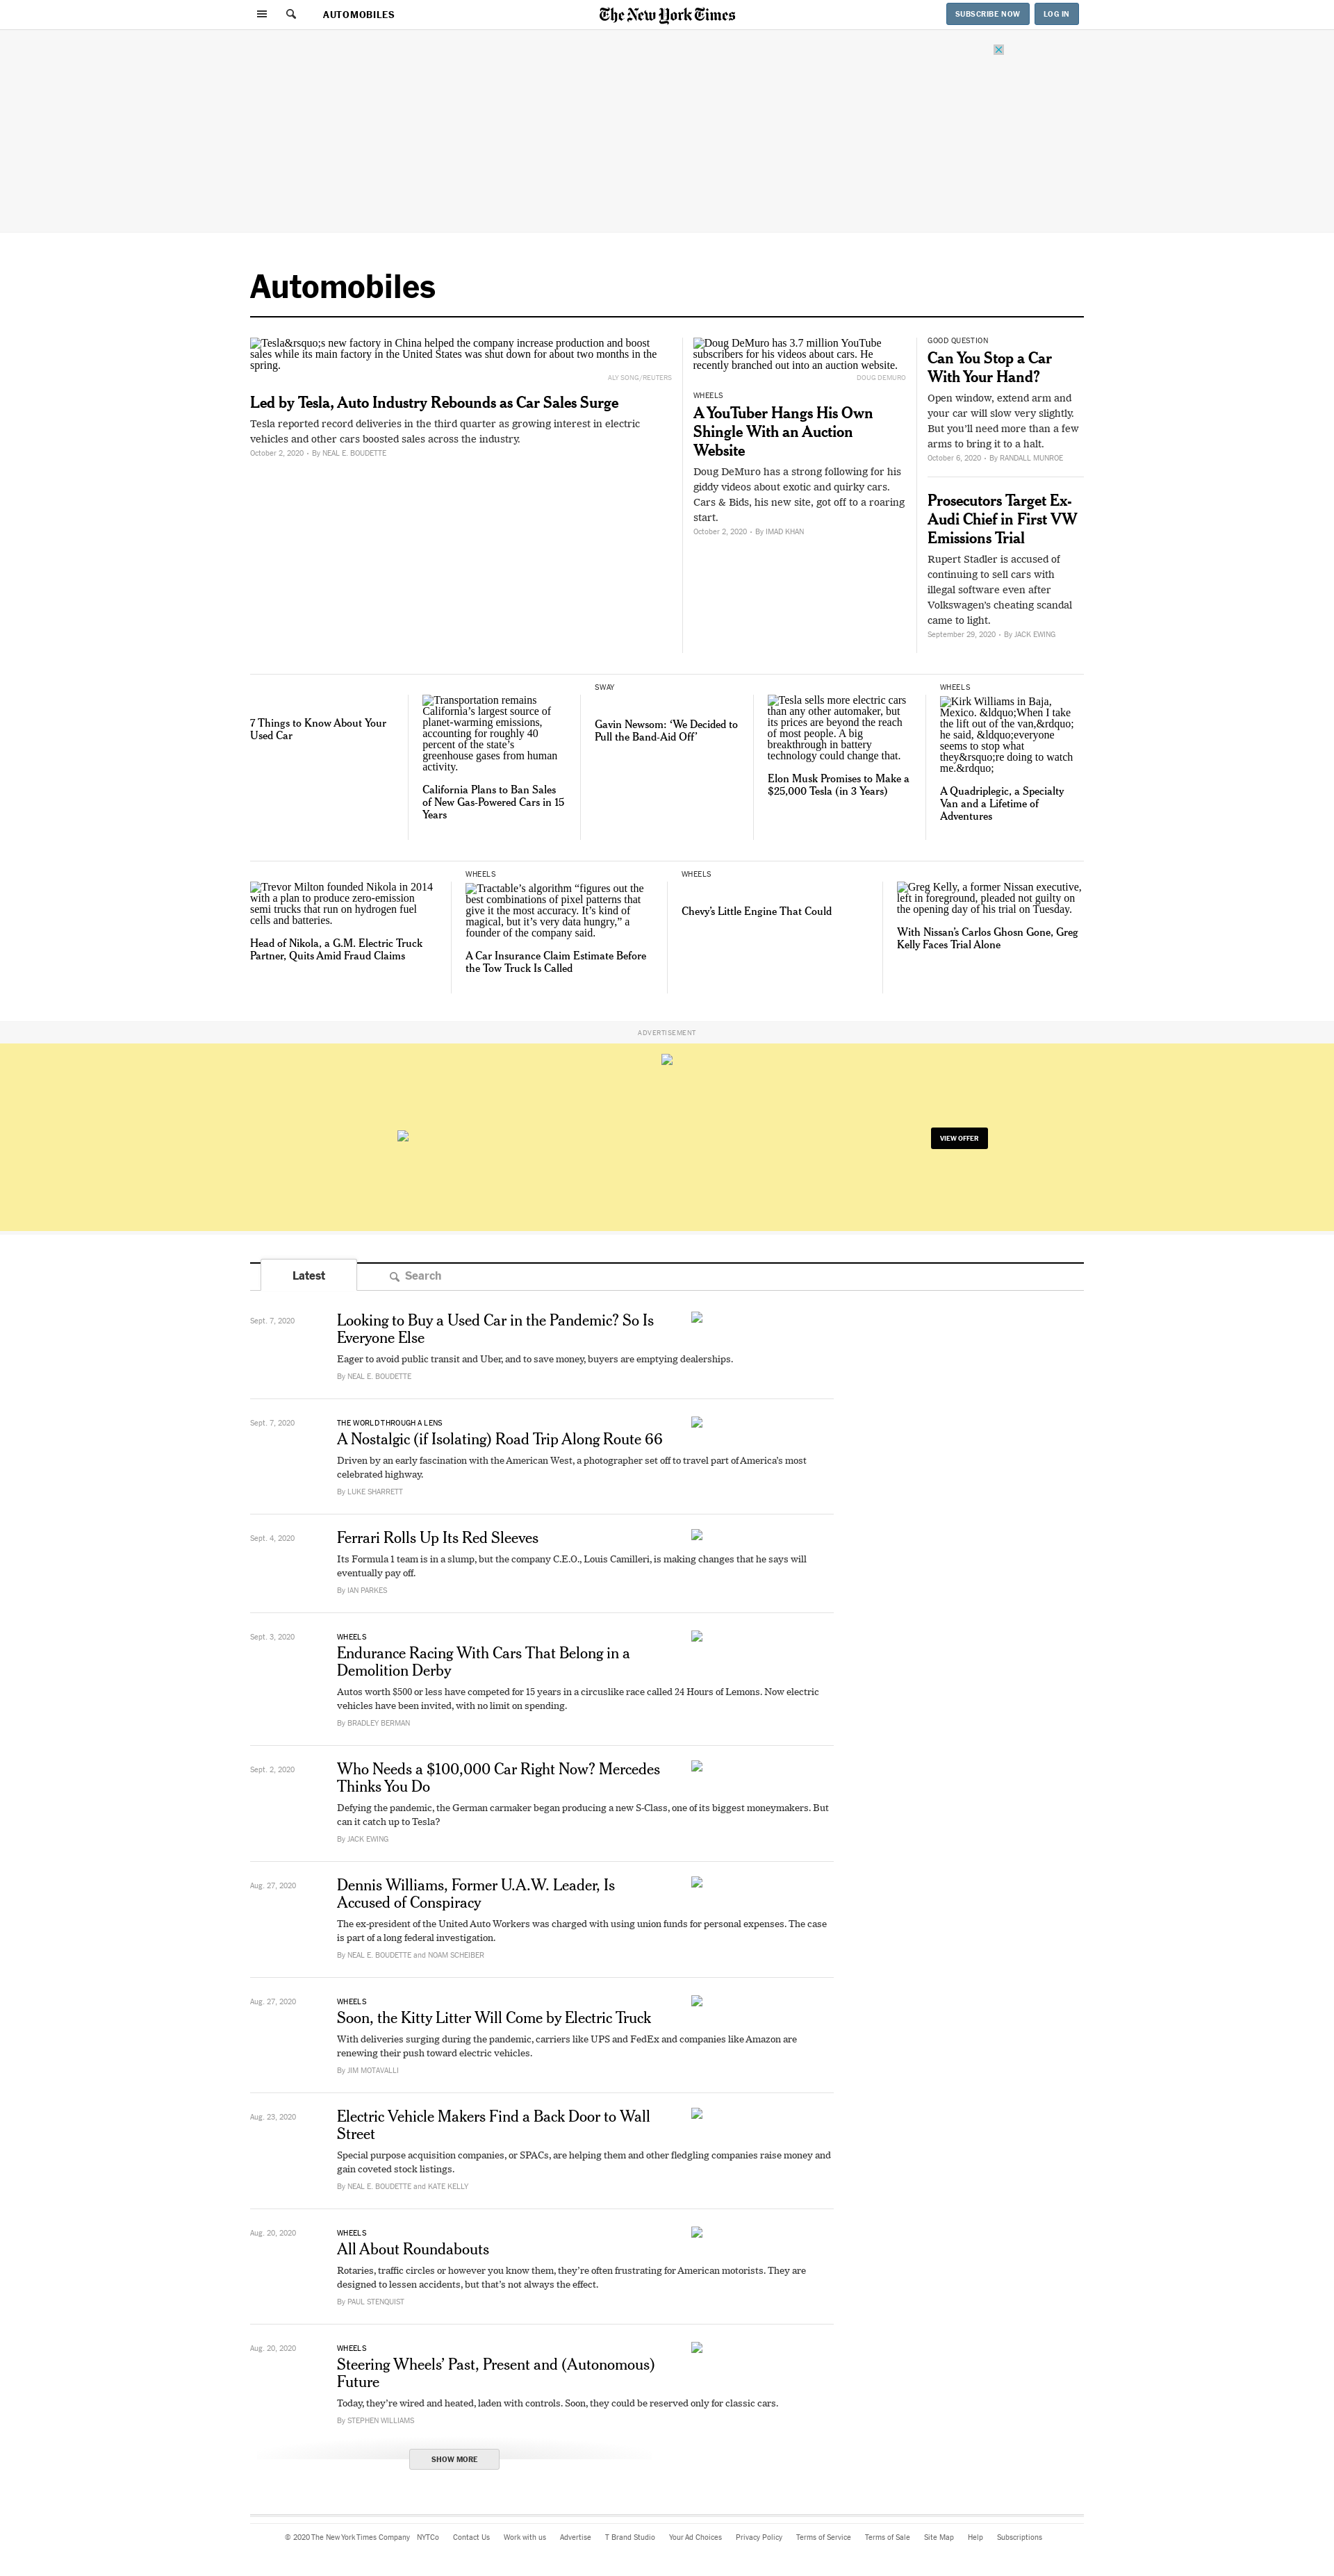 AUTOMOBILES
The New York Times
SUBSCRIBE NOW
LOG IN
Automobiles
Tesla&rsquo;s new factory in China helped the company increase production and boost
sales while its main factory in the United States was shut down for about two months in the
spring.
ALY SONG/REUTERS
Led by Tesla, Auto Industry Rebounds as Car Sales Surge
Tesla reported record deliveries in the third quarter as growing interest in electric
vehicles and other cars boosted sales across the industry.
October 2, 2020 • By NEAL E. BOUDETTE
Doug DeMuro has 3.7 million YouTube
subscribers for his videos about cars. He
recently branched out into an auction website.
DOUG DEMURO
WHEELS
A YouTuber Hangs His Own
Shingle With an Auction
Website
Doug DeMuro has a strong following for his
giddy videos about exotic and quirky cars.
Cars & Bids, his new site, got off to a roaring
start.
October 2, 2020 • By IMAD KHAN
GOOD QUESTION
Can You Stop a Car
With Your Hand?
Open window, extend arm and
your car will slow very slightly.
But you'll need more than a few
arms to bring it to a halt.
October 6, 2020 • By RANDALL MUNROE
Prosecutors Target Ex-
Audi Chief in First VW
Emissions Trial
Rupert Stadler is accused of
continuing to sell cars with
illegal software even after
Volkswagen's cheating scandal
came to light.
September 29, 2020 • By JACK EWING
7 Things to Know About Your
Used Car
Transportation remains
California's largest source of
planet-warming emissions,
accounting for roughly 40
percent of the state's
greenhouse gases from human
activity.
California Plans to Ban Sales
of New Gas-Powered Cars in 15
Years
SWAY
Gavin Newsom: 'We Decided to
Pull the Band-Aid Off'
Tesla sells more electric cars
than any other automaker, but
its prices are beyond the reach
of most people. A big
breakthrough in battery
technology could change that.
Elon Musk Promises to Make a
$25,000 Tesla (in 3 Years)
WHEELS
Kirk Williams in Baja,
Mexico. &ldquo;When I take
the lift out of the van,&rdquo;
he said, &ldquo;everyone
seems to stop what
they&rsquo;re doing to watch
me.&rdquo;
A Quadriplegic, a Specialty
Van and a Lifetime of
Adventures
Trevor Milton founded Nikola in 2014
with a plan to produce zero-emission
semi trucks that run on hydrogen fuel
cells and batteries.
Head of Nikola, a G.M. Electric Truck
Partner, Quits Amid Fraud Claims
WHEELS
Tractable's algorithm "figures out the
best combinations of pixel patterns that
give it the most accuracy. It's kind of
magical, but it's very data hungry," a
founder of the company said.
A Car Insurance Claim Estimate Before
the Tow Truck Is Called
WHEELS
Chevy's Little Engine That Could
Greg Kelly, a former Nissan executive,
left in foreground, pleaded not guilty on
the opening day of his trial on Tuesday.
With Nissan's Carlos Ghosn Gone, Greg
Kelly Faces Trial Alone
ADVERTISEMENT
VIEW OFFER
Latest
Search
Sept. 7, 2020
Looking to Buy a Used Car in the Pandemic? So Is
Everyone Else
Eager to avoid public transit and Uber, and to save money, buyers are emptying dealerships.
By NEAL E. BOUDETTE
Sept. 7, 2020
THE WORLD THROUGH A LENS
A Nostalgic (if Isolating) Road Trip Along Route 66
Driven by an early fascination with the American West, a photographer set off to travel part of America's most
celebrated highway.
By LUKE SHARRETT
Sept. 4, 2020
Ferrari Rolls Up Its Red Sleeves
Its Formula 1 team is in a slump, but the company C.E.O., Louis Camilleri, is making changes that he says will
eventually pay off.
By IAN PARKES
Sept. 3, 2020
WHEELS
Endurance Racing With Cars That Belong in a
Demolition Derby
Autos worth $500 or less have competed for 15 years in a circuslike race called 24 Hours of Lemons. Now electric
vehicles have been invited, with no limit on spending.
By BRADLEY BERMAN
Sept. 2, 2020
Who Needs a $100,000 Car Right Now? Mercedes
Thinks You Do
Defying the pandemic, the German carmaker began producing a new S-Class, one of its biggest moneymakers. But
can it catch up to Tesla?
By JACK EWING
Aug. 27, 2020
Dennis Williams, Former U.A.W. Leader, Is
Accused of Conspiracy
The ex-president of the United Auto Workers was charged with using union funds for personal expenses. The case
is part of a long federal investigation.
By NEAL E. BOUDETTE and NOAM SCHEIBER
Aug. 27, 2020
WHEELS
Soon, the Kitty Litter Will Come by Electric Truck
With deliveries surging during the pandemic, carriers like UPS and FedEx and companies like Amazon are
renewing their push toward electric vehicles.
By JIM MOTAVALLI
Aug. 23, 2020
Electric Vehicle Makers Find a Back Door to Wall
Street
Special purpose acquisition companies, or SPACs, are helping them and other fledgling companies raise money and
gain coveted stock listings.
By NEAL E. BOUDETTE and KATE KELLY
Aug. 20, 2020
WHEELS
All About Roundabouts
Rotaries, traffic circles or however you know them, they're often frustrating for American motorists. They are
designed to lessen accidents, but that's not always the effect.
By PAUL STENQUIST
Aug. 20, 2020
WHEELS
Steering Wheels' Past, Present and (Autonomous)
Future
Today, they're wired and heated, laden with controls. Soon, they could be reserved only for classic cars.
By STEPHEN WILLIAMS
SHOW MORE
© 2020 The New York Times Company NYTCo Contact Us Work with us Advertise T Brand Studio Your Ad Choices Privacy Policy Terms of Service Terms of Sale Site Map Help Subscriptions